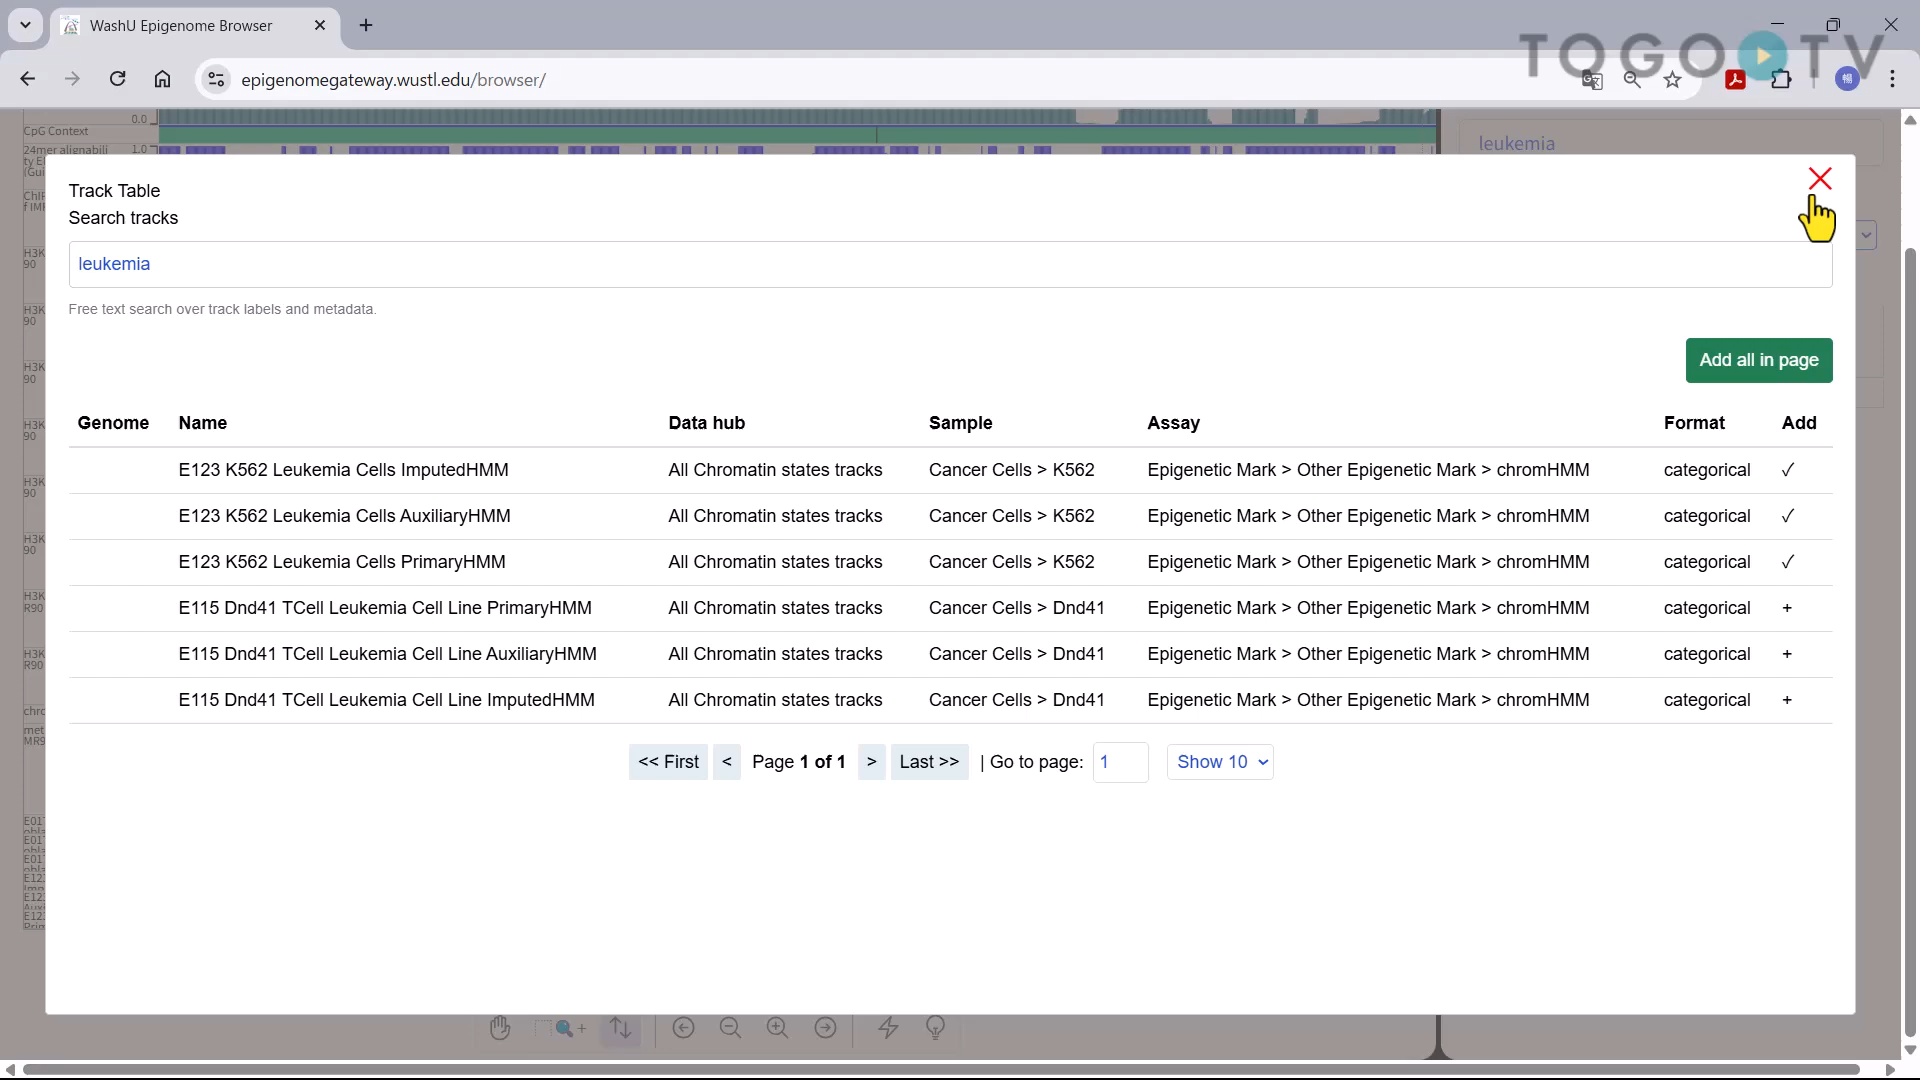 WashU Epigenome Browser
TOGO TV
epigenomegateway.wustl.edu/browser/
0.0
CpG Context
24mer alignabili 1.0
leukemia
Track Table
Search tracks
leukemia
Free text search over track labels and metadata.
Add all in page
Genome Name Data hub Sample Assay Format Add
E123 K562 Leukemia Cells ImputedHMM All Chromatin states tracks Cancer Cells > K562 Epigenetic Mark > Other Epigenetic Mark > chromHMM categorical ✓
E123 K562 Leukemia Cells AuxiliaryHMM All Chromatin states tracks Cancer Cells > K562 Epigenetic Mark > Other Epigenetic Mark > chromHMM categorical ✓
E123 K562 Leukemia Cells PrimaryHMM All Chromatin states tracks Cancer Cells > K562 Epigenetic Mark > Other Epigenetic Mark > chromHMM categorical ✓
E115 Dnd41 TCell Leukemia Cell Line PrimaryHMM All Chromatin states tracks Cancer Cells > Dnd41 Epigenetic Mark > Other Epigenetic Mark > chromHMM categorical +
E115 Dnd41 TCell Leukemia Cell Line AuxiliaryHMM All Chromatin states tracks Cancer Cells > Dnd41 Epigenetic Mark > Other Epigenetic Mark > chromHMM categorical +
E115 Dnd41 TCell Leukemia Cell Line ImputedHMM All Chromatin states tracks Cancer Cells > Dnd41 Epigenetic Mark > Other Epigenetic Mark > chromHMM categorical +
<< First < Page 1 of 1 > Last >> | Go to page: 1 Show 10